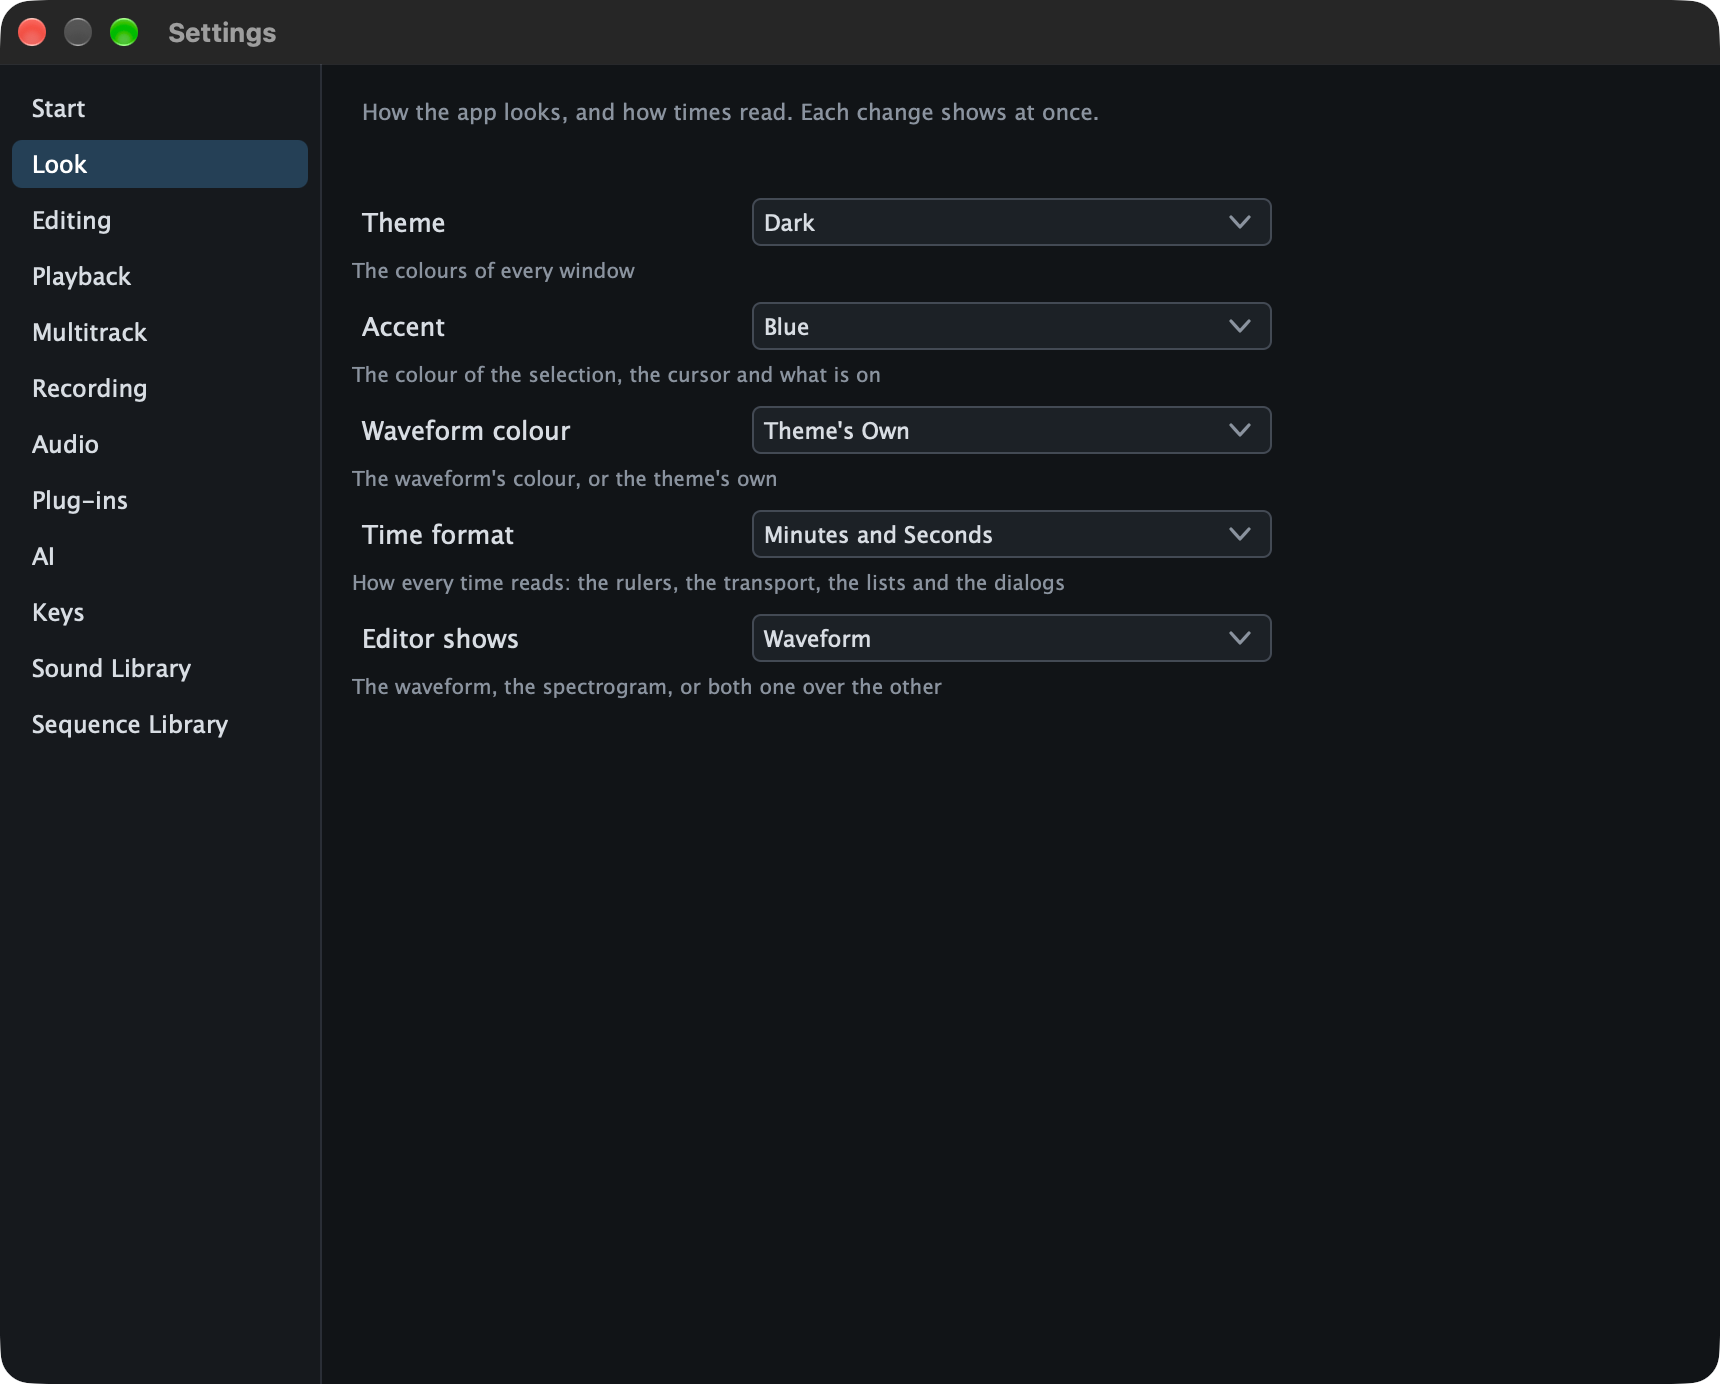 Settings
Start
Look
Editing
Playback
Multitrack
Recording
Audio
Plug-ins
AI
Keys
Sound Library
Sequence Library
How the app looks, and how times read. Each change shows at once.
Theme
Dark
The colours of every window
Accent
Blue
The colour of the selection, the cursor and what is on
Waveform colour
Theme's Own
The waveform's colour, or the theme's own
Time format
Minutes and Seconds
How every time reads: the rulers, the transport, the lists and the dialogs
Editor shows
Waveform
The waveform, the spectrogram, or both one over the other